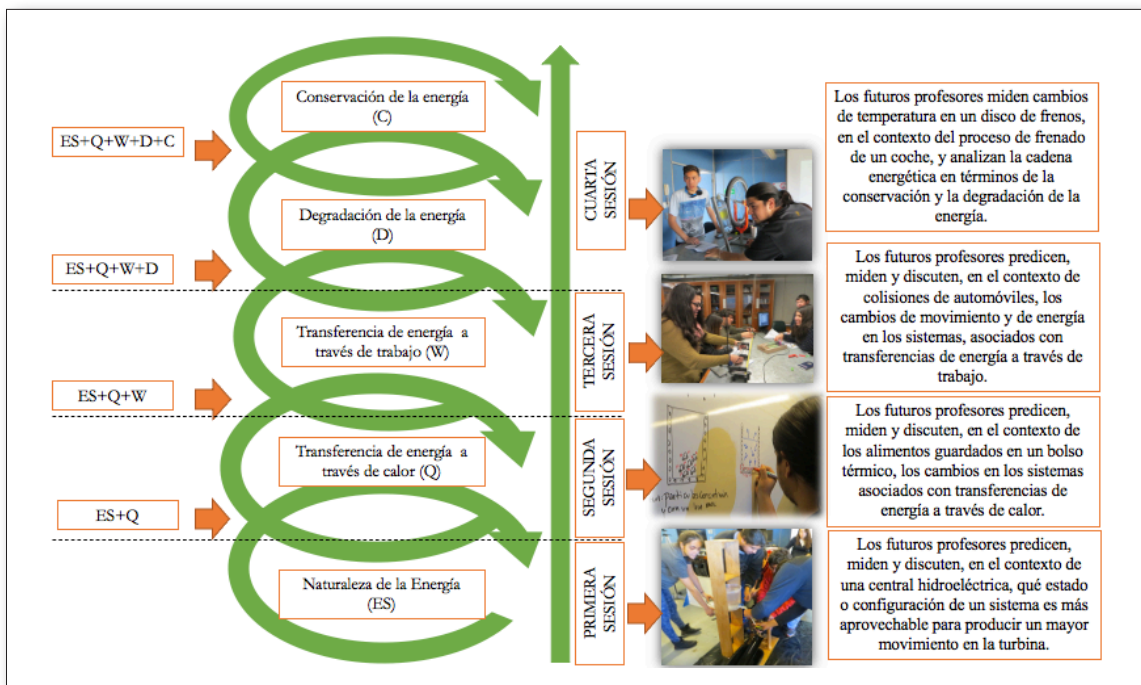 Conservación de la energía
(C)
ES+Q+W+D+C
Degradación de la energía
(D)
ES+Q+W+D
Transferencia de energía a
través de trabajo (W)
ES+Q+W
Transferencia de energía a
través de calor (Q)
ES+Q
Naturaleza de la Energía
(ES)
CUARTA
SESIÓN
TERCERA
SESIÓN
SEGUNDA
SESIÓN
PRIMERA
SESIÓN
Los futuros profesores miden cambios
de temperatura en un disco de frenos,
en el contexto del proceso de frenado
de un coche, y analizan la cadena
energética en términos de la
conservación y la degradación de la
energía.
Los futuros profesores predicen,
miden y discuten, en el contexto de
colisiones de automóviles, los
cambios de movimiento y de energía
en los sistemas, asociados con
transferencias de energía a través de
trabajo.
Los futuros profesores predicen,
miden y discuten, en el contexto de
los alimentos guardados en un bolso
térmico, los cambios en los sistemas
asociados con transferencias de
energía a través de calor.
Los futuros profesores predicen,
miden y discuten, en el contexto de
una central hidroeléctrica, qué estado
o configuración de un sistema es más
aprovechable para producir un mayor
movimiento en la turbina.